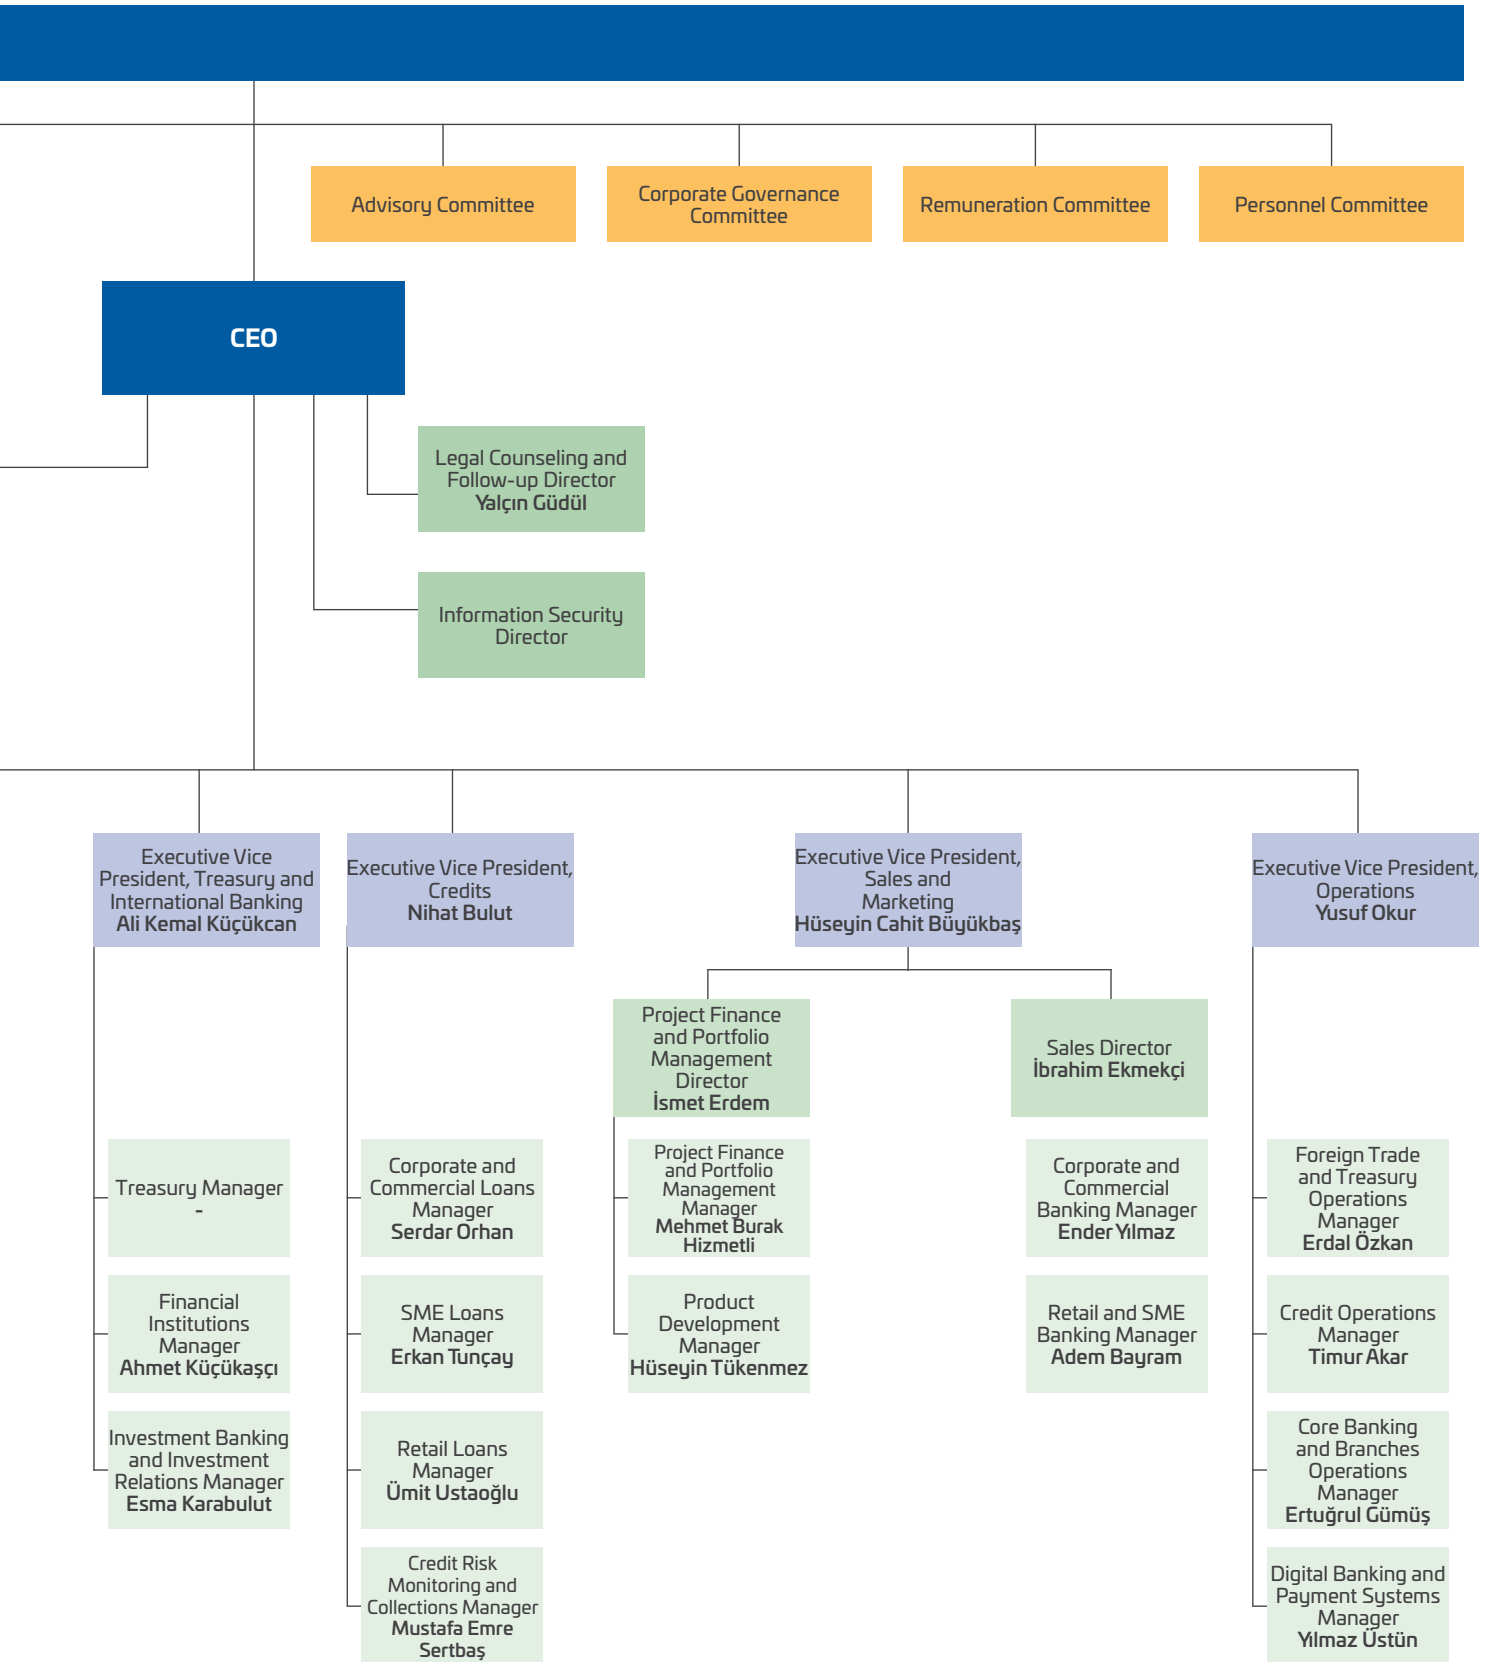 Advisory Committee
Corporate Governance
Committee
Remuneration Committee
Personnel Committee
CEO
Legal Counseling and
Follow-up Director
Yalçın Güdül
Information Security
Director
Executive Vice
President, Treasury and
International Banking
Ali Kemal Küçükcan
Executive Vice President,
Credits
Nihat Bulut
Executive Vice President,
Sales and
Marketing
Hüseyin Cahit Büyükbaş
Executive Vice President,
Operations
Yusuf Okur
Project Finance
and Portfolio
Management
Director
İsmet Erdem
Sales Director
İbrahim Ekmekçi
Treasury Manager
-
Corporate and
Commercial Loans
Manager
Serdar Orhan
Project Finance
and Portfolio
Management
Manager
Mehmet Burak
Hizmetli
Corporate and
Commercial
Banking Manager
Ender Yılmaz
Foreign Trade
and Treasury
Operations
Manager
Erdal Özkan
Financial
Institutions
Manager
Ahmet Küçükaşçı
SME Loans
Manager
Erkan Tunçay
Product
Development
Manager
Hüseyin Tükenmez
Retail and SME
Banking Manager
Adem Bayram
Credit Operations
Manager
Timur Akar
Investment Banking
and Investment
Relations Manager
Esma Karabulut
Retail Loans
Manager
Ümit Ustaoğlu
Core Banking
and Branches
Operations
Manager
Ertuğrul Gümüş
Credit Risk
Monitoring and
Collections Manager
Mustafa Emre
Sertbaş
Digital Banking and
Payment Systems
Manager
Yılmaz Üstün